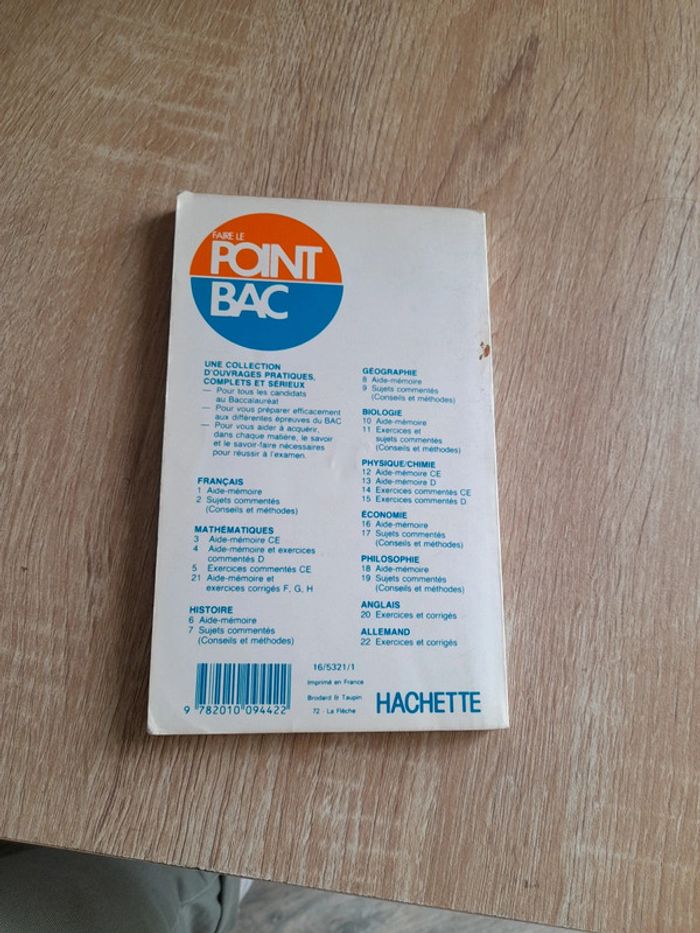 FAIRE LE
POINT
BAC
UNE COLLECTION
D'OUVRAGES PRATIQUES,
COMPLETS ET SÉRIEUX
— Pour tous les candidats
au Baccalauréat
— Pour vous préparer efficacement
aux différentes épreuves du BAC
— Pour vous aider à acquérir,
dans chaque matière, le savoir
et le savoir-faire nécessaires
pour réussir à l'examen.
FRANÇAIS
1 Aide-mémoire
2 Sujets commentés
(Conseils et méthodes)
MATHÉMATIQUES
3 Aide-mémoire CE
4 Aide-mémoire et exercices
commentés D
5 Exercices commentés CE
21 Aide-mémoire et
exercices corrigés F, G, H
HISTOIRE
6 Aide-mémoire
7 Sujets commentés
(Conseils et méthodes)
GÉOGRAPHIE
8 Aide-mémoire
9 Sujets commentés
(Conseils et méthodes)
BIOLOGIE
10 Aide-mémoire
11 Exercices et
sujets commentés
(Conseils et méthodes)
PHYSIQUE/CHIMIE
12 Aide-mémoire CE
13 Aide-mémoire D
14 Exercices commentés CE
15 Exercices commentés D
ÉCONOMIE
16 Aide-mémoire
17 Sujets commentés
(Conseils et méthodes)
PHILOSOPHIE
18 Aide-mémoire
19 Sujets commentés
(Conseils et méthodes)
ANGLAIS
20 Exercices et corrigés
ALLEMAND
22 Exercices et corrigés
9 782010 094422
16/5321/1
Imprimé en France
Brodard & Taupin
72 - La Flèche
HACHETTE